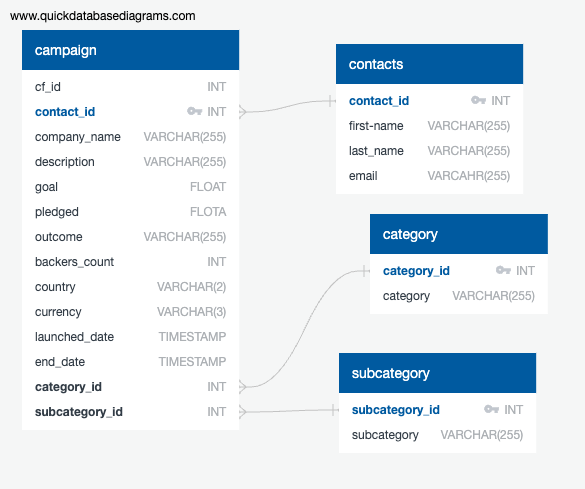 www.quickdatabasediagrams.com
campaign
cf_id INT
contact_id INT
company_name VARCHAR(255)
description VARCHAR(255)
goal FLOAT
pledged FLOTA
outcome VARCHAR(255)
backers_count INT
country VARCHAR(2)
currency VARCHAR(3)
launched_date TIMESTAMP
end_date TIMESTAMP
category_id INT
subcategory_id INT
contacts
contact_id INT
first-name VARCHAR(255)
last_name VARCHAR(255)
email VARCAHR(255)
category
category_id INT
category VARCHAR(255)
subcategory
subcategory_id INT
subcategory VARCHAR(255)